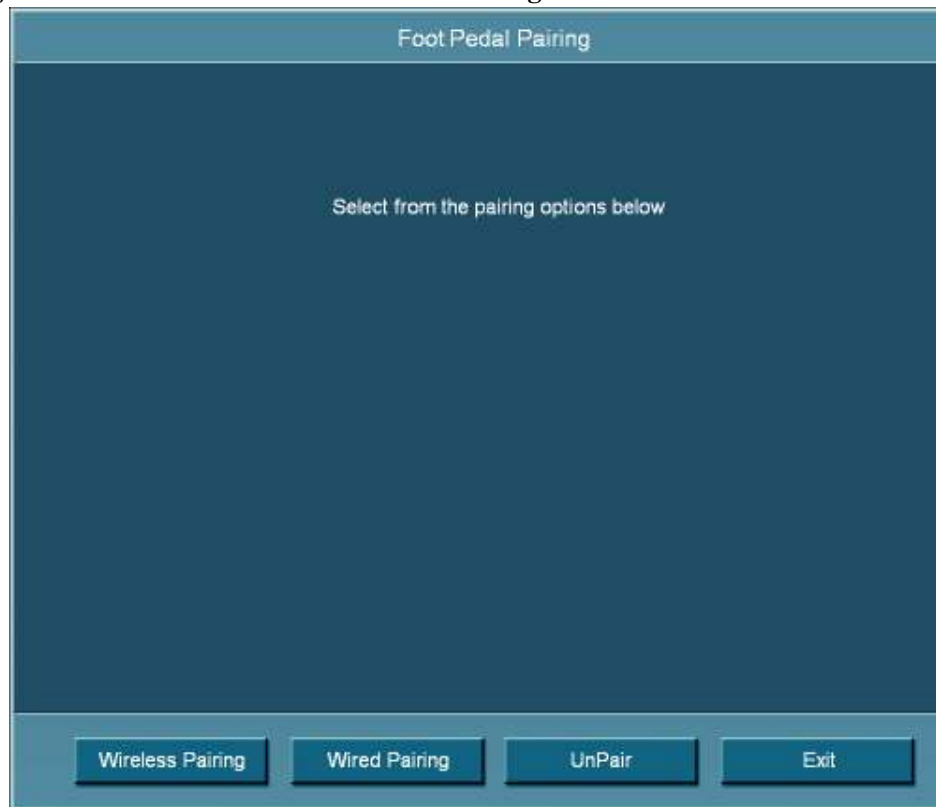 Foot Pedal Pairing
Select from the pairing options below
Wireless Pairing
Wired Pairing
UnPair
Exit